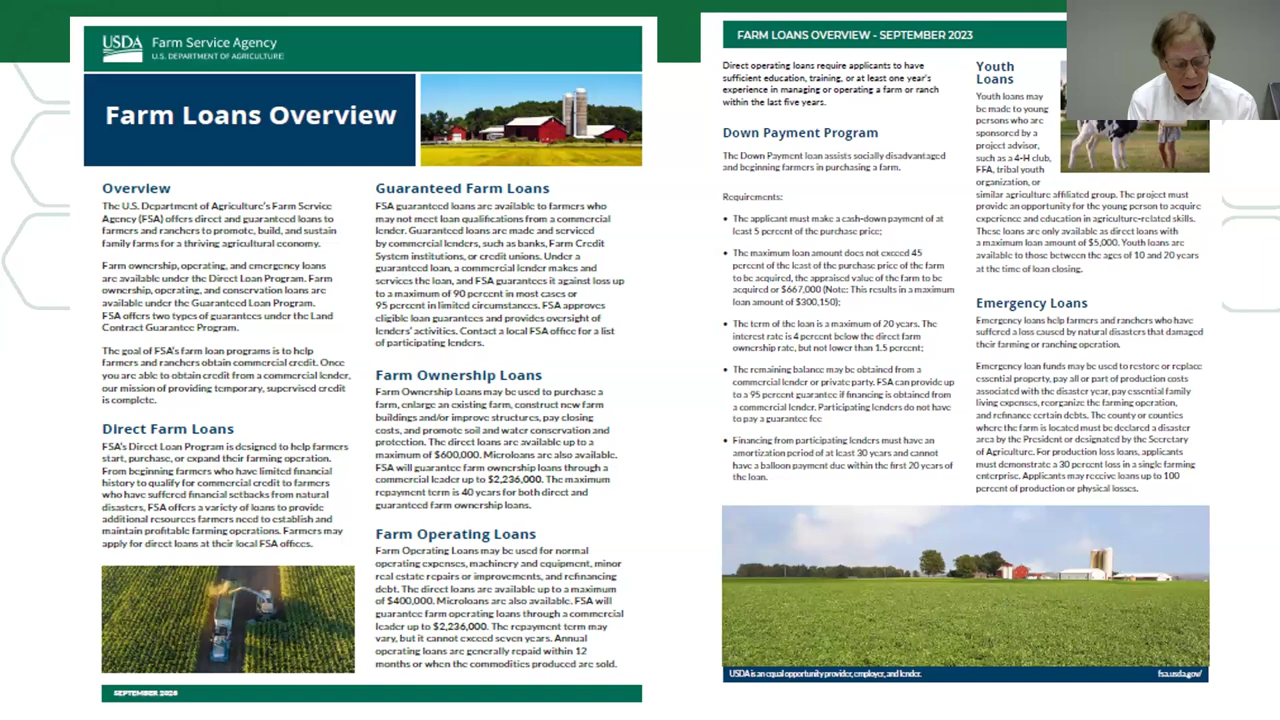 USDA
Farm Service Agency
U.S. DEPARTMENT OF AGRICULTURE
Farm Loans Overview
Overview
The U.S. Department of Agriculture's Farm Service
Agency (FSA) offers direct and guaranteed loans to
farmers and ranchers to promote, build, and sustain
family farms for a thriving agricultural economy.
Farm ownership, operating, and emergency loans
are available under the Direct Loan Program. Farm
ownership, operating, and conservation loans are
available under the Guaranteed Loan Program.
FSA offers two types of guarantees under the Land
Contract Guarantee Program.
The goal of FSA's farm loan programs is to help
farmers and ranchers obtain commercial credit. Once
you are able to obtain credit from a commercial lender,
our mission of providing temporary, supervised credit
is complete.
Direct Farm Loans
FSA's Direct Loan Program is designed to help farmers
start, purchase, or expand their farming operation.
From beginning farmers who have limited financial
history to qualify for commercial credit to farmers
who have suffered financial setbacks from natural
disasters, FSA offers a variety of loans to provide
additional resources farmers need to establish and
maintain profitable farming operations. Farmers may
apply for direct loans at their local FSA offices.
Guaranteed Farm Loans
FSA guaranteed loans are available to farmers who
may not meet loan qualifications from a commercial
lender. Guaranteed loans are made and serviced
by commercial lenders, such as banks, Farm Credit
System institutions, or credit unions. Under a
guaranteed loan, a commercial lender makes and
services the loan, and FSA guarantees it against loss up
to a maximum of 90 percent in most cases or
95 percent in limited circumstances. FSA approves
eligible loan guarantees and provides oversight of
lenders' activities. Contact a local FSA office for a list
of participating lenders.
Farm Ownership Loans
Farm Ownership Loans may be used to purchase a
farm, enlarge an existing farm, construct new farm
buildings and/or improve structures, pay closing
costs, and promote soil and water conservation and
protection. The direct loans are available up to a
maximum of $600,000. Microloans are also available.
FSA will guarantee farm ownership loans through a
commercial leader up to $2,236,000. The maximum
repayment term is 40 years for both direct and
guaranteed farm ownership loans.
Farm Operating Loans
Farm Operating Loans may be used for normal
operating expenses, machinery and equipment, minor
real estate repairs or improvements, and refinancing
debt. The direct loans are available up to a maximum
of $400,000. Microloans are also available. FSA will
guarantee farm operating loans through a commercial
leader up to $2,236,000. The repayment term may
vary, but it cannot exceed seven years. Annual
operating loans are generally repaid within 12
months or when the commodities produced are sold.
FARM LOANS OVERVIEW - SEPTEMBER 2023
Direct operating loans require applicants to have
sufficient education, training, or at least one year's
experience in managing or operating a farm or ranch
within the last five years.
Down Payment Program
The Down Payment loan assists socially disadvantaged
and beginning farmers in purchasing a farm.
Requirements:
• The applicant must make a cash-down payment of at
least 5 percent of the purchase price;
• The maximum loan amount does not exceed 45
percent of the least of the purchase price of the farm
to be acquired, the appraised value of the farm to be
acquired or $667,000 (Note: This results in a maximum
loan amount of $300,150);
• The term of the loan is a maximum of 20 years. The
interest rate is 4 percent below the direct farm
ownership rate, but not lower than 1.5 percent;
• The remaining balance may be obtained from a
commercial lender or private party. FSA can provide up
to a 95 percent guarantee if financing is obtained from
a commercial lender. Participating lenders do not have
to pay a guarantee fee
• Financing from participating lenders must have an
amortization period of at least 30 years and cannot
have a balloon payment due within the first 20 years of
the loan.
Youth
Loans
Youth loans may
be made to young
persons who are
sponsored by a
project advisor,
such as a 4-H club,
FFA, tribal youth
organization, or
similar agriculture affiliated group. The project must
provide an opportunity for the young person to acquire
experience and education in agriculture-related skills.
These loans are only available as direct loans with
a maximum loan amount of $5,000. Youth loans are
available to those between the ages of 10 and 20 years
at the time of loan closing.
Emergency Loans
Emergency loans help farmers and ranchers who have
suffered a loss caused by natural disasters that damaged
their farming or ranching operation.
Emergency loan funds may be used to restore or replace
essential property, pay all or part of production costs
associated with the disaster year, pay essential family
living expenses, reorganize the farming operation,
and refinance certain debts. The county or counties
where the farm is located must be declared a disaster
area by the President or designated by the Secretary
of Agriculture. For production loss loans, applicants
must demonstrate a 30 percent loss in a single farming
enterprise. Applicants may receive loans up to 100
percent of production or physical losses.
USDA is an equal opportunity provider, employer, and lender.
fsa.usda.gov/